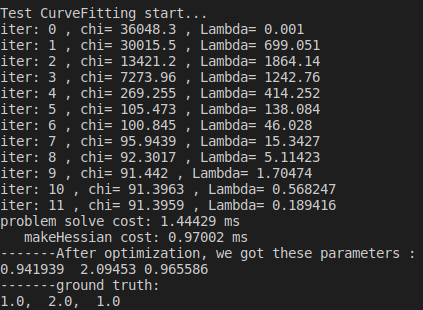 Test CurveFitting start...
iter: 0 , chi= 36048.3 , Lambda= 0.001
iter: 1 , chi= 30015.5 , Lambda= 699.051
iter: 2 , chi= 13421.2 , Lambda= 1864.14
iter: 3 , chi= 7273.96 , Lambda= 1242.76
iter: 4 , chi= 269.255 , Lambda= 414.252
iter: 5 , chi= 105.473 , Lambda= 138.084
iter: 6 , chi= 100.845 , Lambda= 46.028
iter: 7 , chi= 95.9439 , Lambda= 15.3427
iter: 8 , chi= 92.3017 , Lambda= 5.11423
iter: 9 , chi= 91.442 , Lambda= 1.70474
iter: 10 , chi= 91.3963 , Lambda= 0.568247
iter: 11 , chi= 91.3959 , Lambda= 0.189416
problem solve cost: 1.44429 ms
   makeHessian cost: 0.97002 ms
-------After optimization, we got these parameters :
0.941939  2.09453 0.965586
-------ground truth:
1.0,  2.0,  1.0